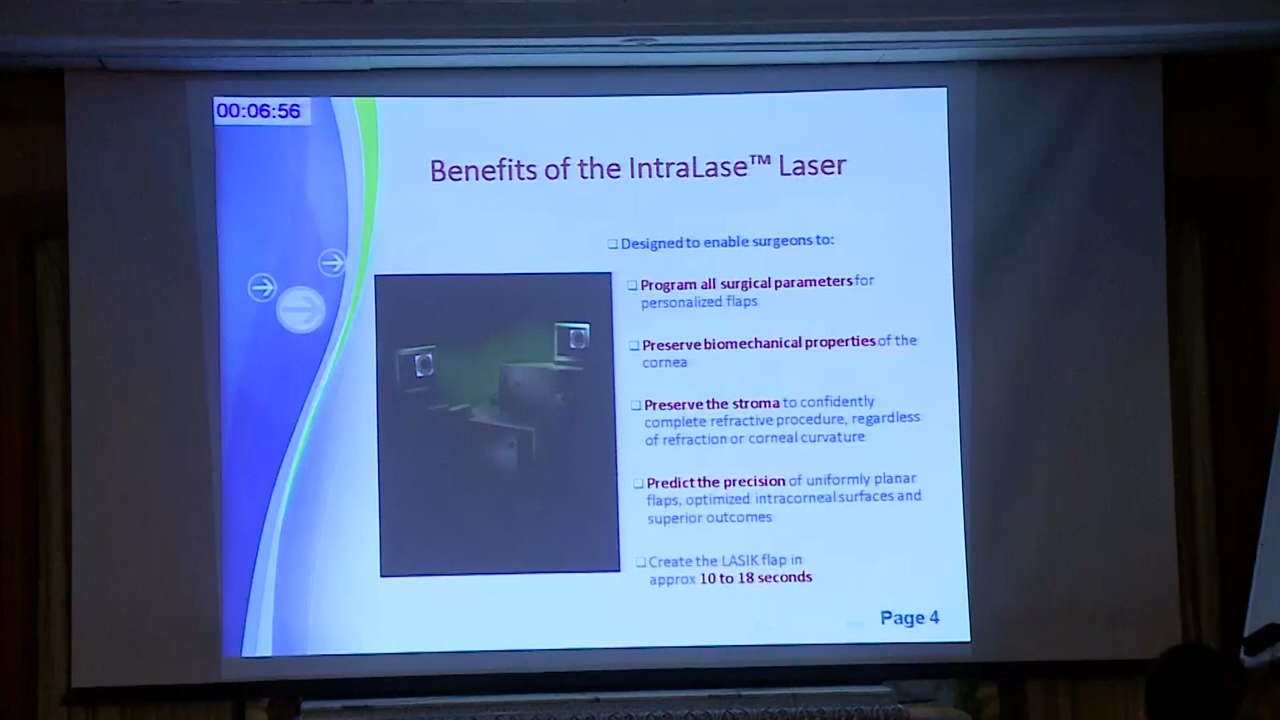 00:06:56
Benefits of the IntraLase™ Laser
Designed to enable surgeons to:
Program all surgical parameters for
personalized flaps
Preserve biomechanical properties of the
cornea
Preserve the stroma to confidently
complete refractive procedure, regardless
of refraction or corneal curvature
Predict the precision of uniformly planar
flaps, optimized intracorneal surfaces and
superior outcomes
Create the LASIK flap in
approx 10 to 18 seconds
Page 4